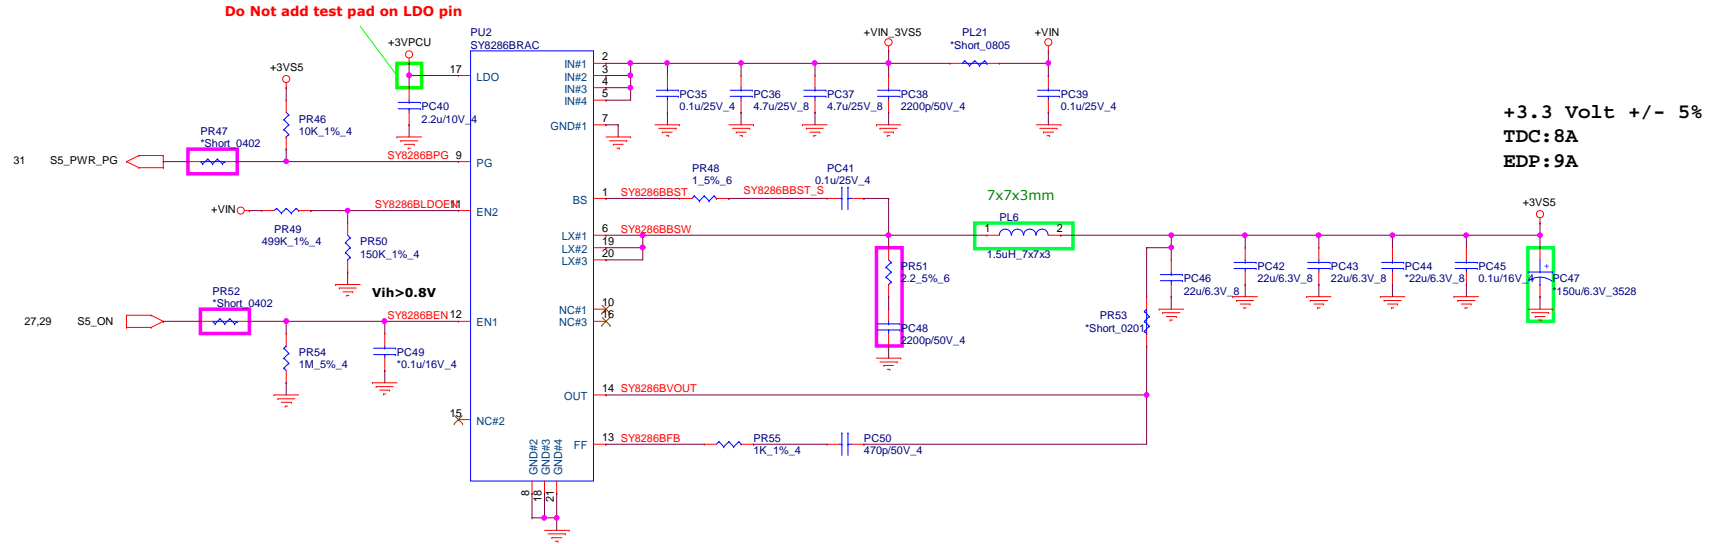 Do Not add test pad on LDO pin
PU2
SY8286BRAC
+3VPCU
+3VS5
17
LDO
PC40
2.2u/10V_4
PR46
10K_1%_4
PR47
*Short_0402
31
S5_PWR_PG
SY8286BPG
9
PG
+VIN
PR49
499K_1%_4
SY8286BLDOEN
11
EN2
PR50
150K_1%_4
PR52
*Short_0402
Vih>0.8V
27,29
S5_ON
SY8286BEN
12
EN1
PR54
1M_5%_4
PC49
*0.1u/16V_4
15
NC#2
GND#2
GND#3
GND#4
8
18
21
IN#1
2
IN#2
3
IN#3
4
IN#4
5
GND#1
7
+VIN_3VS5
PL21
*Short_0805
+VIN
PC35
0.1u/25V_4
PC36
4.7u/25V_8
PC37
4.7u/25V_8
PC38
2200p/50V_4
PC39
0.1u/25V_4
BS
1
SY8286BBST
PR48
1_5%_6
SY8286BBST_S
PC41
0.1u/25V_4
LX#1
6
SY8286BBSW
LX#2
19
LX#3
20
7x7x3mm
PL6
1
2
1.5uH_7x7x3
PR51
2.2_5%_6
PC48
2200p/50V_4
NC#1
10
NC#3
16
PR53
*Short_0201
OUT
14
SY8286BVOUT
FF
13
SY8286BFB
PR55
1K_1%_4
PC50
470p/50V_4
PC46
22u/6.3V_8
PC42
22u/6.3V_8
PC43
22u/6.3V_8
PC44
*22u/6.3V_8
PC45
0.1u/16V_4
+3VS5
+
PC47
*150u/6.3V_3528
+3.3 Volt +/- 5%
TDC:8A
EDP:9A